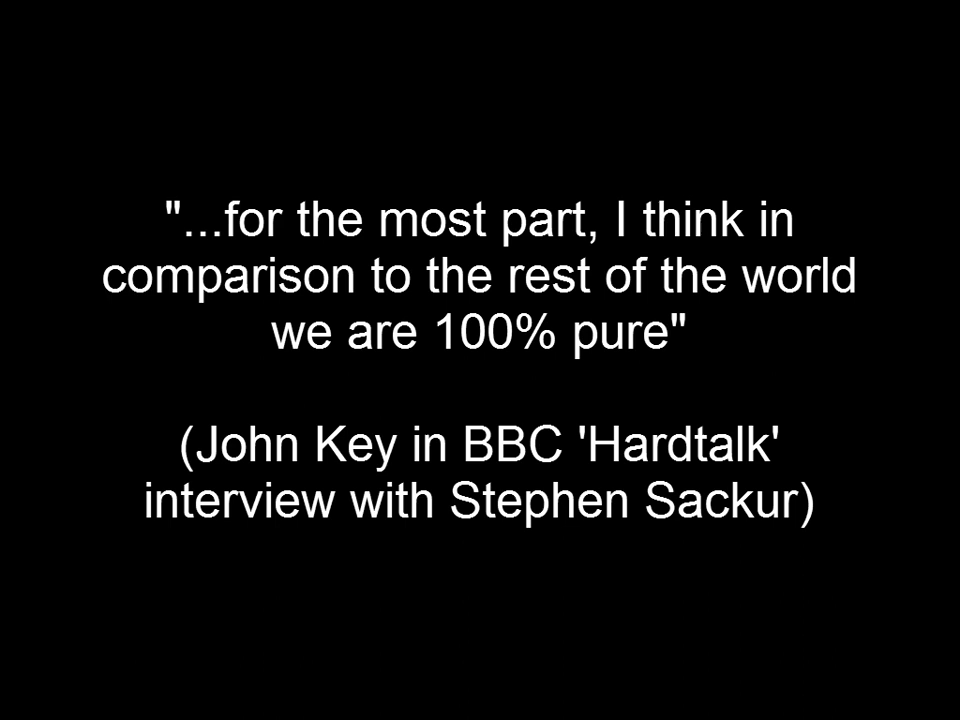 "...for the most part, I think in
comparison to the rest of the world
we are 100% pure"
(John Key in BBC 'Hardtalk'
interview with Stephen Sackur)